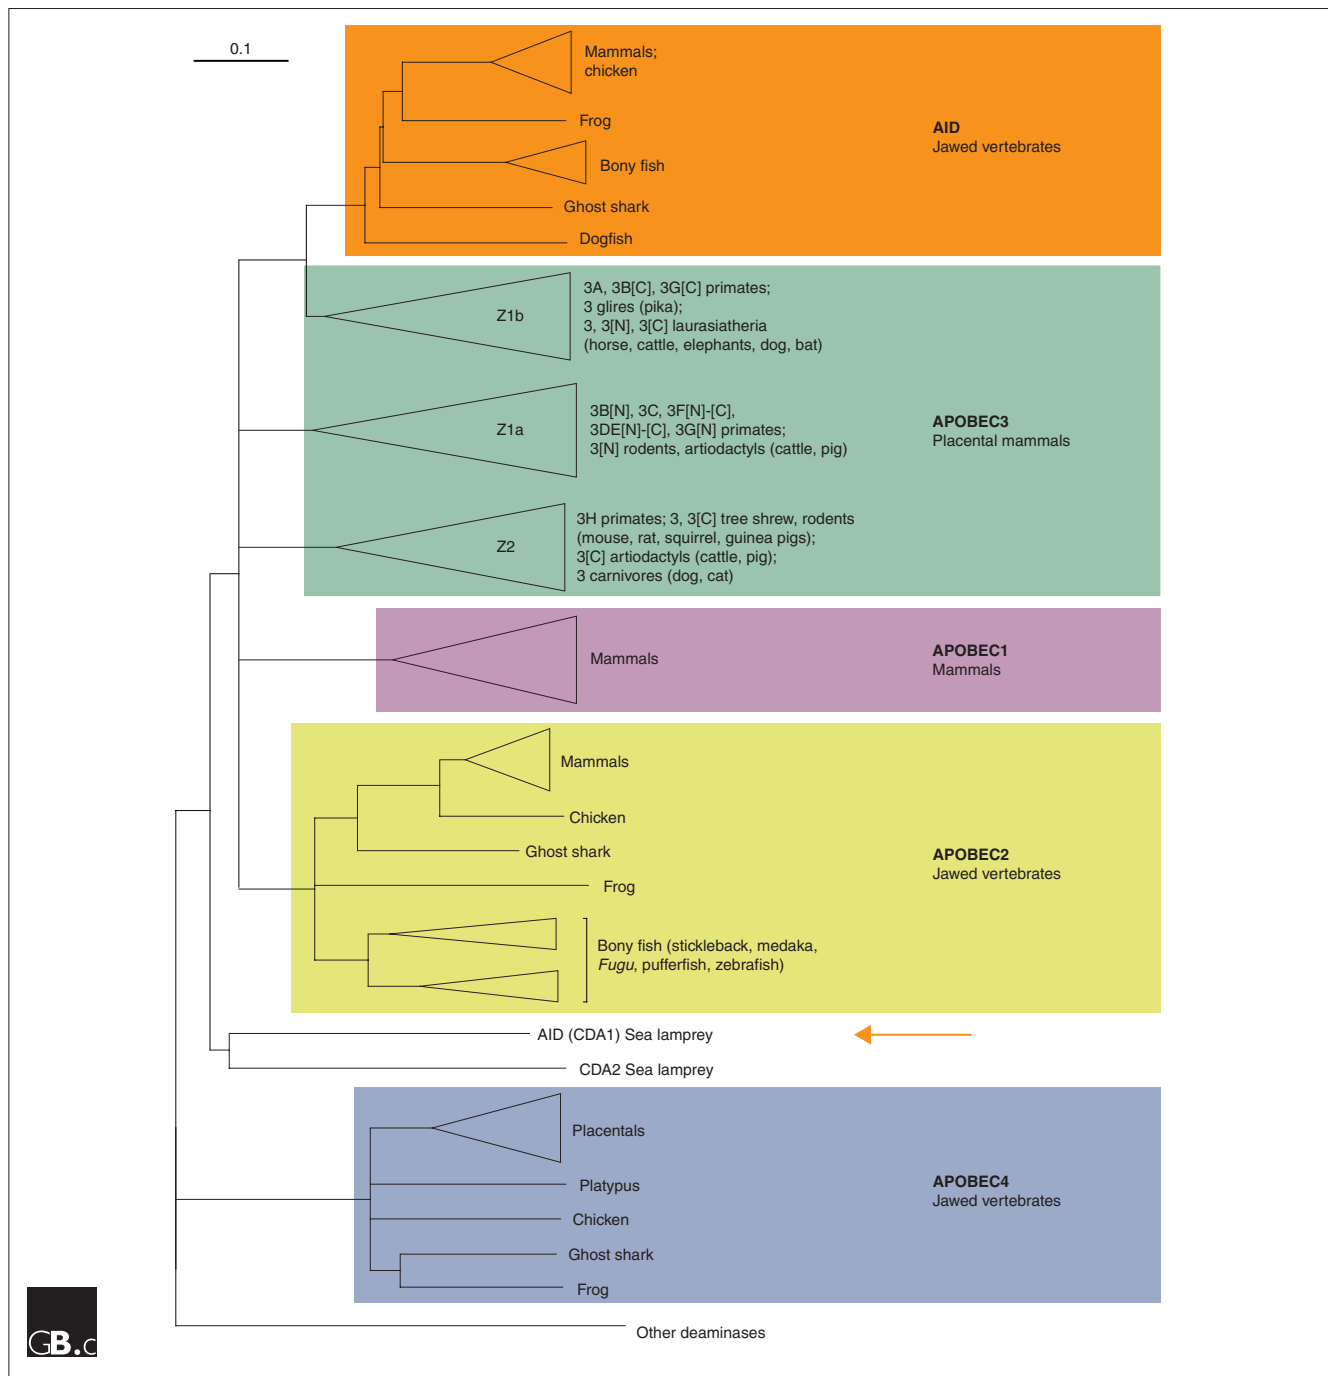 0.1
Mammals;
chicken
Frog
Bony fish
Ghost shark
Dogfish
AID
Jawed vertebrates
Z1b
3A, 3B[C], 3G[C] primates;
3 glires (pika);
3, 3[N], 3[C] laurasiatheria
(horse, cattle, elephants, dog, bat)
Z1a
3B[N], 3C, 3F[N]-[C],
3DE[N]-[C], 3G[N] primates;
3[N] rodents, artiodactyls (cattle, pig)
APOBEC3
Placental mammals
Z2
3H primates; 3, 3[C] tree shrew, rodents
(mouse, rat, squirrel, guinea pigs);
3[C] artiodactyls (cattle, pig);
3 carnivores (dog, cat)
Mammals
APOBEC1
Mammals
Mammals
Chicken
Ghost shark
Frog
Bony fish (stickleback, medaka,
Fugu, pufferfish, zebrafish)
APOBEC2
Jawed vertebrates
AID (CDA1) Sea lamprey
CDA2 Sea lamprey
Placentals
Platypus
Chicken
Ghost shark
Frog
APOBEC4
Jawed vertebrates
Other deaminases
GB.c